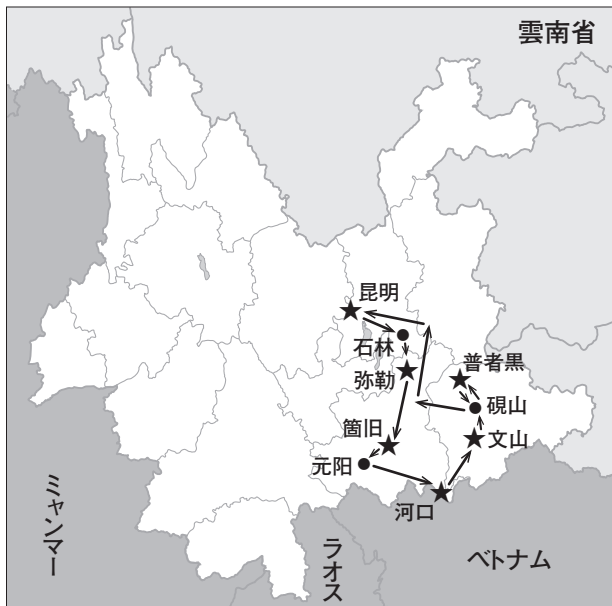 雲南省
昆明
石林
普者黒
弥勒
硯山
箇旧
文山
元阳
河口
ミャンマー
ラオス
ベトナム